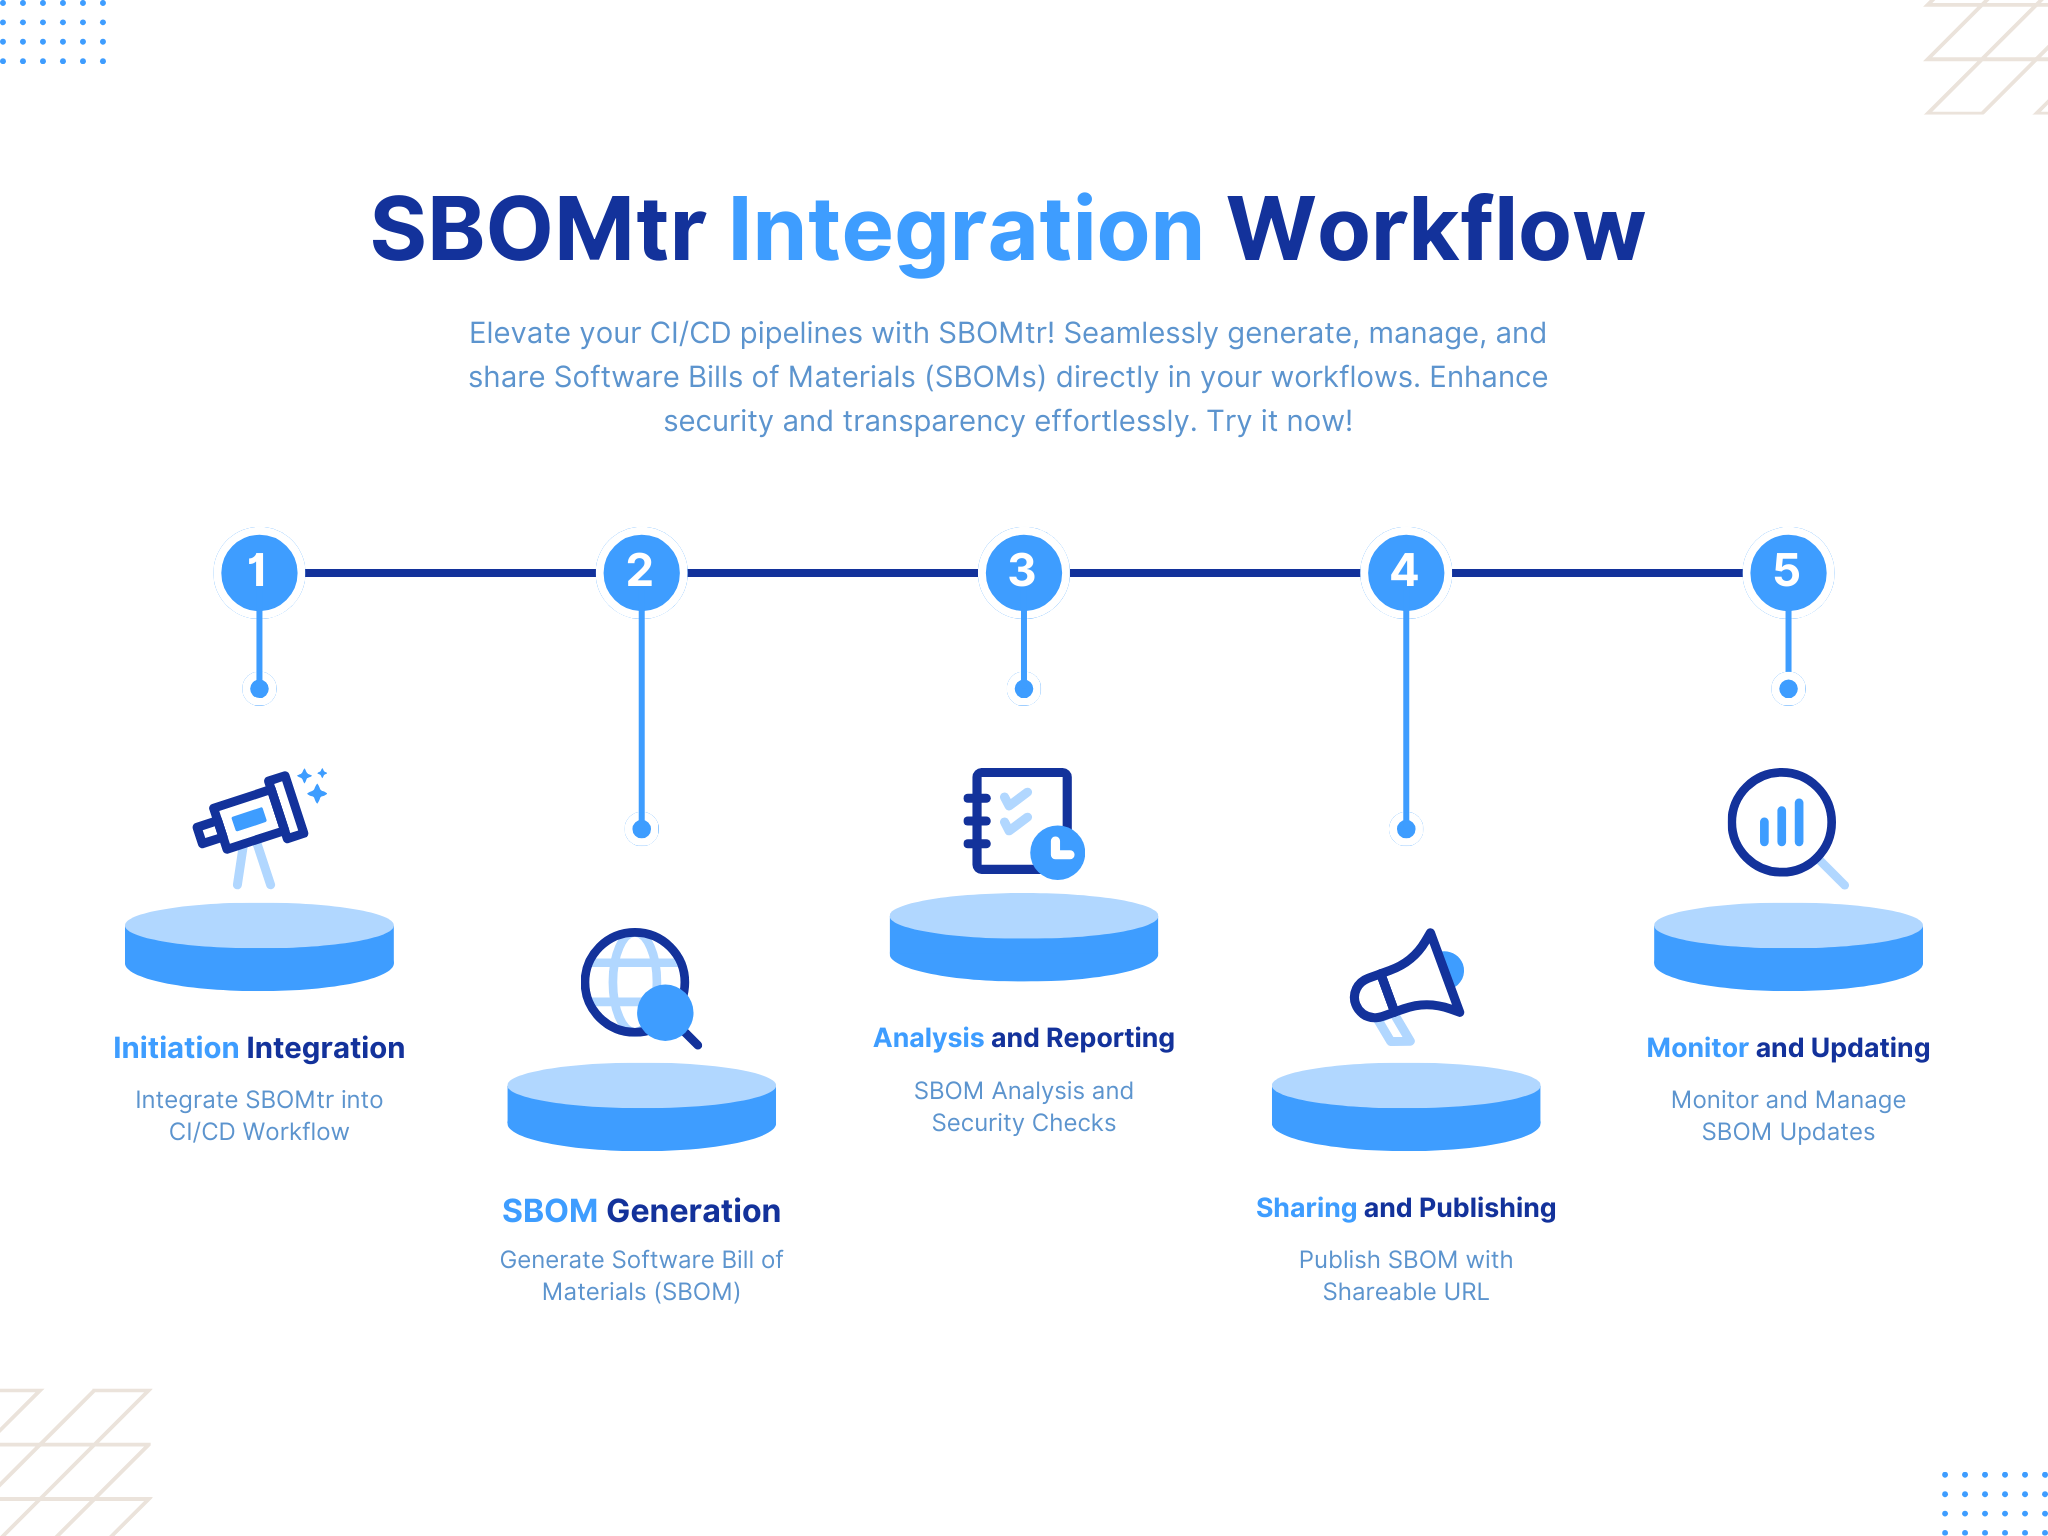 SBOMtr Integration Workflow
Elevate your CI/CD pipelines with SBOMtr! Seamlessly generate, manage, and
share Software Bills of Materials (SBOMs) directly in your workflows. Enhance
security and transparency effortlessly. Try it now!
1
2
3
4
5
Initiation Integration
Integrate SBOMtr into
CI/CD Workflow
SBOM Generation
Generate Software Bill of
Materials (SBOM)
Analysis and Reporting
SBOM Analysis and
Security Checks
Sharing and Publishing
Publish SBOM with
Shareable URL
Monitor and Updating
Monitor and Manage
SBOM Updates